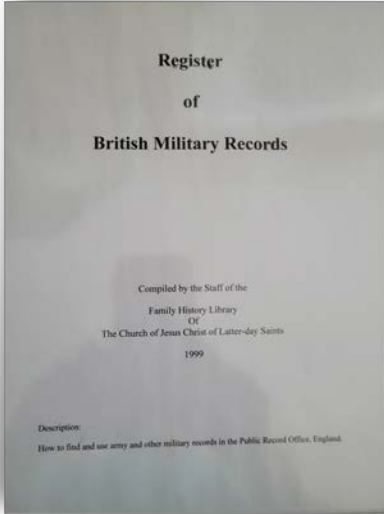 Register
of
British Military Records
Compiled by the Staff of the
Family History Library
Of
The Church of Jesus Christ of Latter-day Saints
1999
Description:
How to find and use army and other military records in the Public Record Office, England.